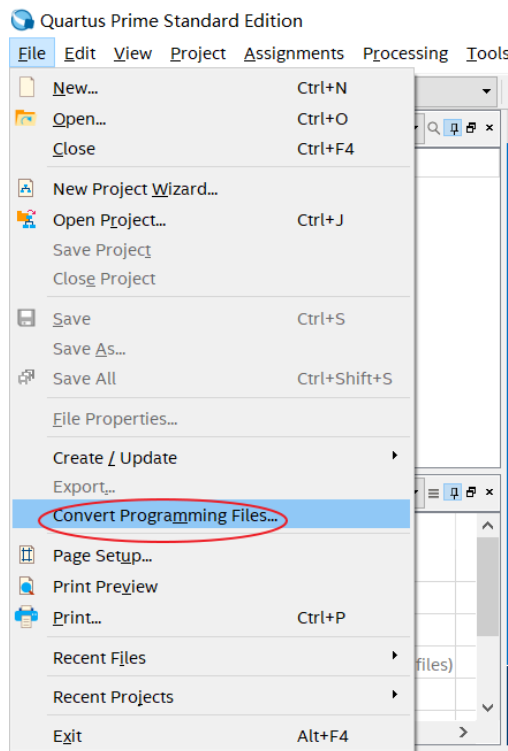 Quartus Prime Standard Edition
File Edit View Project Assignments Processing Tools
New... Ctrl+N
Open... Ctrl+O
Close Ctrl+F4
New Project Wizard...
Open Project... Ctrl+J
Save Project
Close Project
Save Ctrl+S
Save As...
Save All Ctrl+Shift+S
File Properties...
Create / Update
Export...
Convert Programming Files...
Page Setup...
Print Preview
Print... Ctrl+P
Recent Files
files)
Recent Projects
Exit Alt+F4